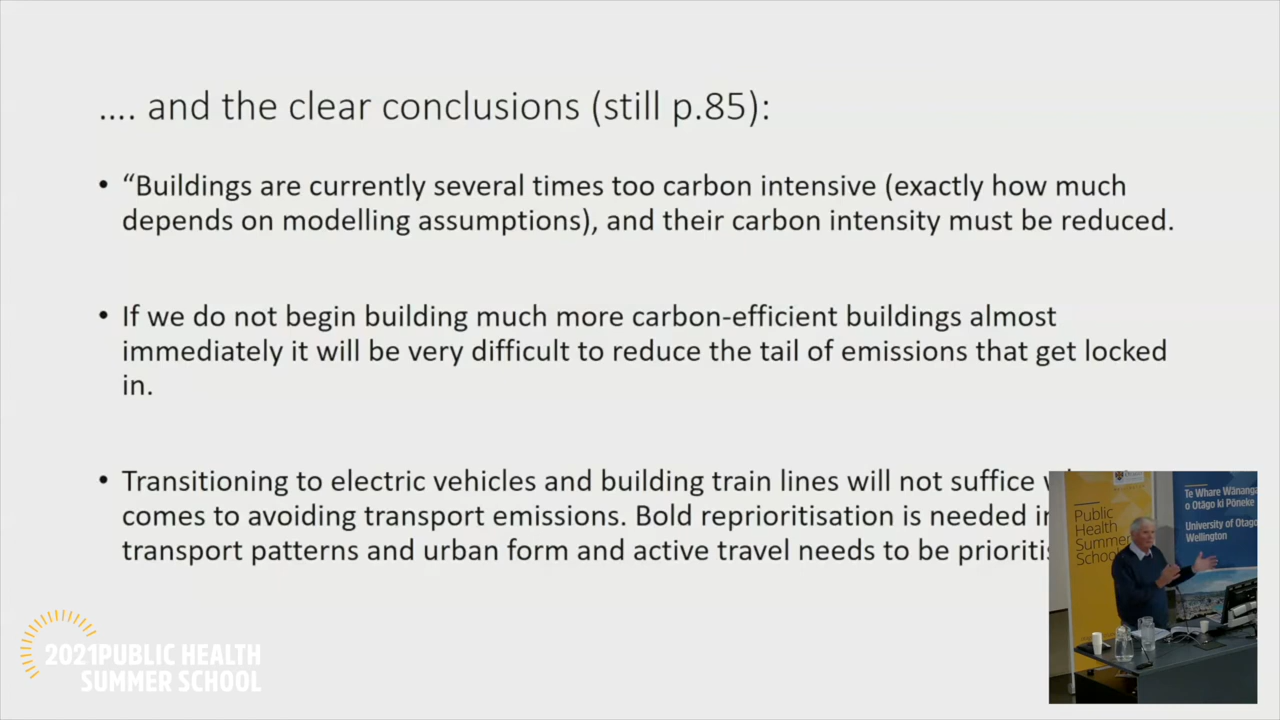 .... and the clear conclusions (still p.85):
• “Buildings are currently several times too carbon intensive (exactly how much
depends on modelling assumptions), and their carbon intensity must be reduced.
• If we do not begin building much more carbon-efficient buildings almost
immediately it will be very difficult to reduce the tail of emissions that get locked
in.
• Transitioning to electric vehicles and building train lines will not suffice
comes to avoiding transport emissions. Bold reprioritisation is needed in
transport patterns and urban form and active travel needs to be
2021PUBLIC HEALTH
SUMMER SCHOOL
Public
Health
Summer
School
Te Whare Wānanga
o Otāgo ki Pōneke
University of Otago
Wellington